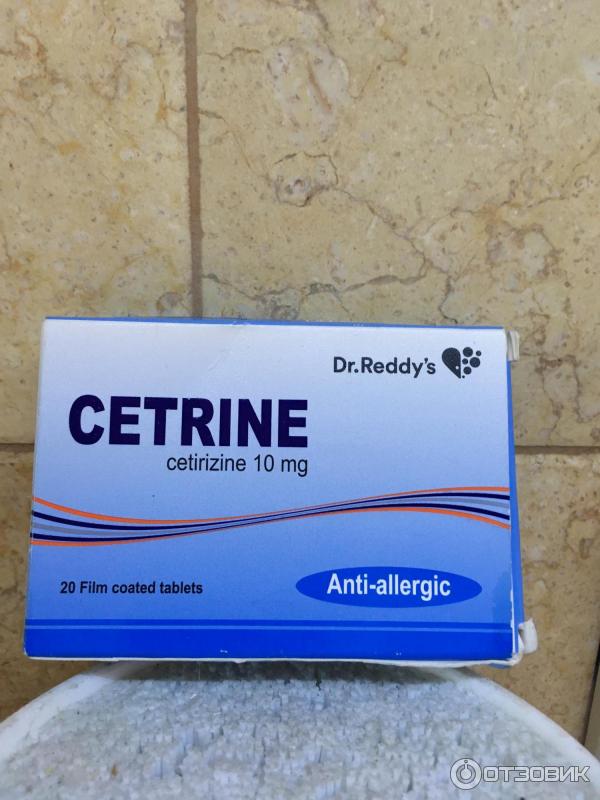 Dr.Reddy's
CETRINE
cetirizine 10 mg
20 Film coated tablets
Anti-allergic
ОТЗОВИК